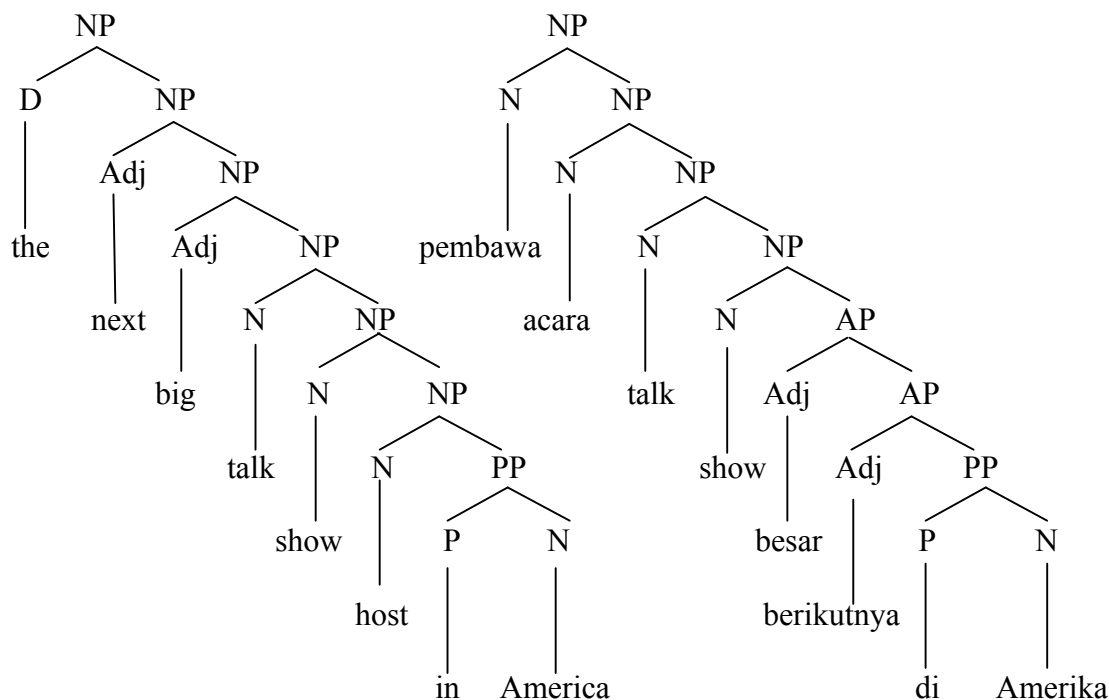 NP NP
D NP N NP
Adj NP N NP
the Adj NP pembawa N NP
next N NP acara N AP
big N NP talk Adj AP
talk N PP show Adj PP
show P N besar P N
host berikutnya
in America di Amerika